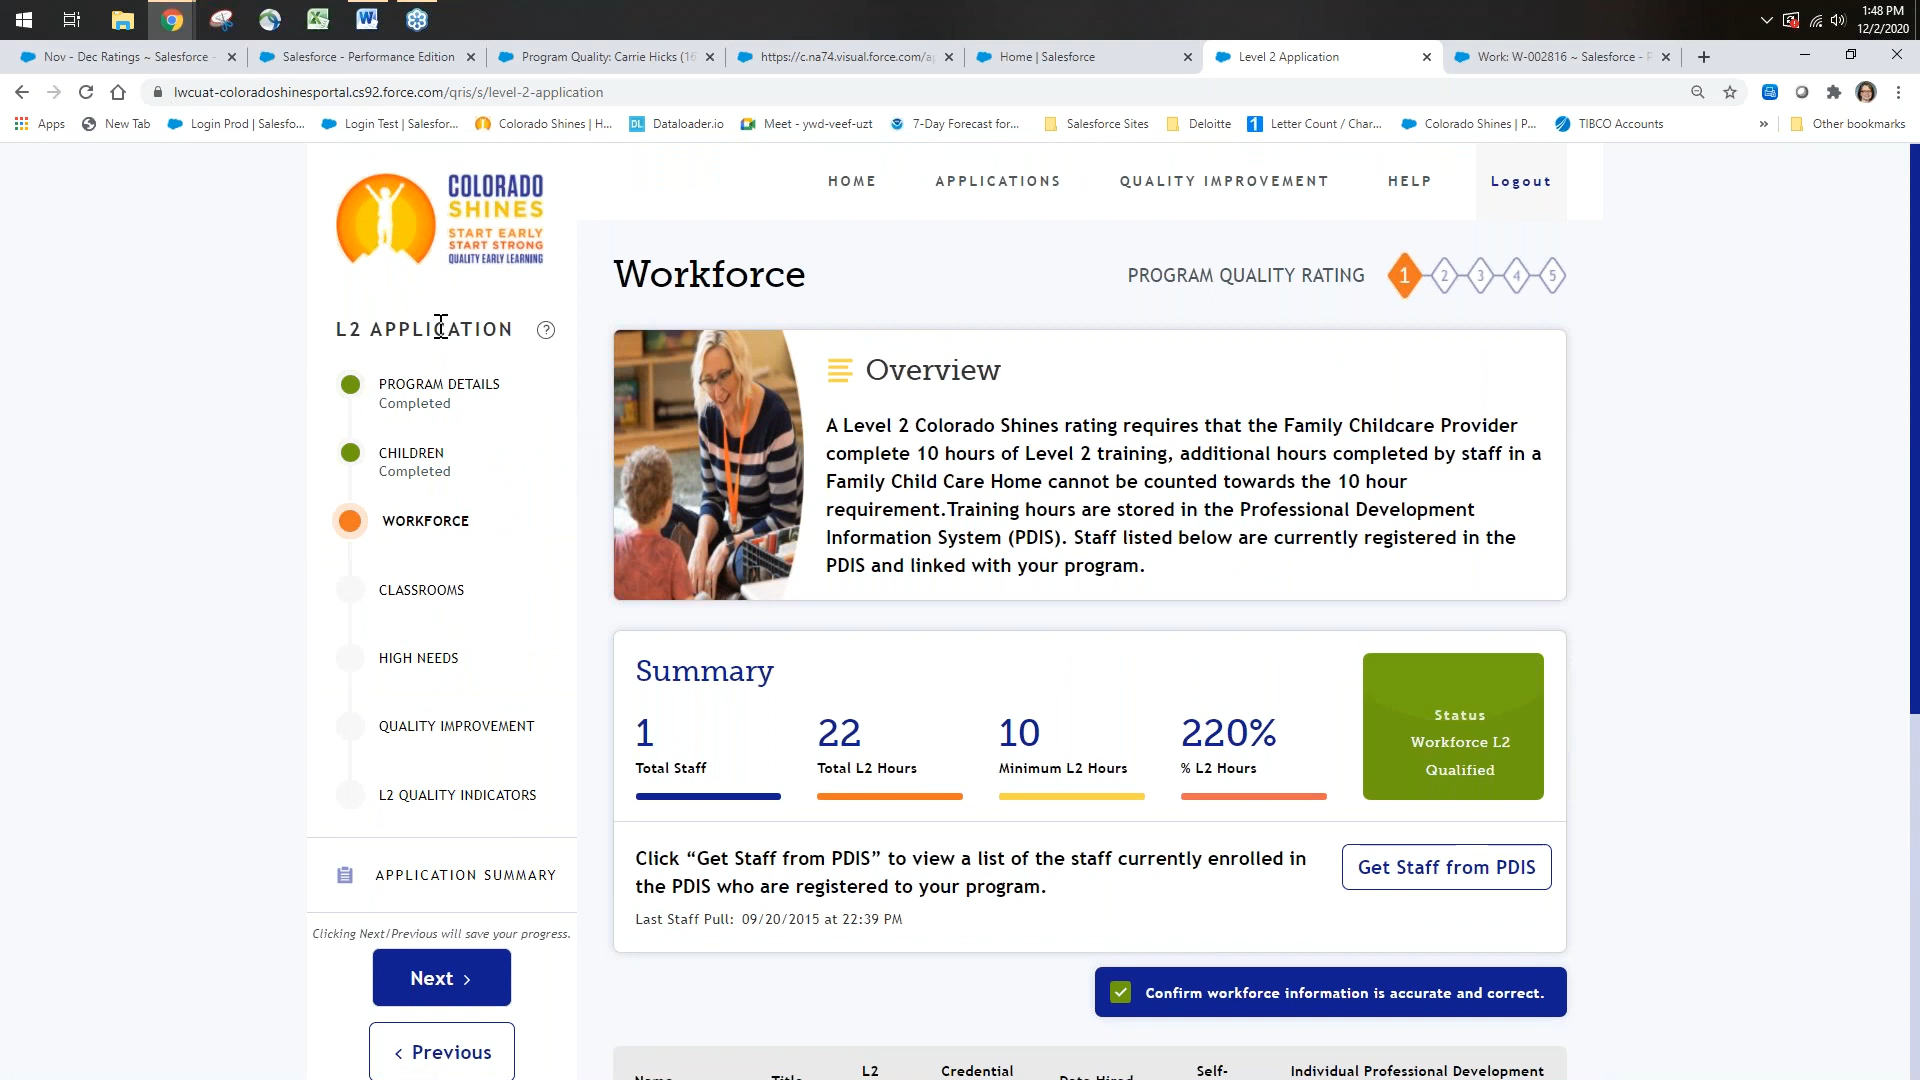 1:48 PM
12/2/2020
Nov - Dec Ratings ~ Salesforce -
Salesforce - Performance Edition
Program Quality: Carrie Hicks (16
https://c.na74.visual.force.com/a
Home | Salesforce
Level 2 Application
Work: W-002816 ~ Salesforce - P
lwcuat-coloradoshinesportal.cs92.force.com/qris/s/level-2-application
Apps
New Tab
Login Prod | Salesfo...
Login Test | Salesfor...
Colorado Shines | H...
DL
Dataloader.io
Meet - ywd-veef-uzt
7-Day Forecast for...
Salesforce Sites
Deloitte
1
Letter Count / Char...
Colorado Shines | P...
TIBCO Accounts
»
Other bookmarks
COLORADO
SHINES
START EARLY
START STRONG
QUALITY EARLY LEARNING
HOME
APPLICATIONS
QUALITY IMPROVEMENT
HELP
Logout
L2 APPLICATION ?
PROGRAM DETAILS
Completed
CHILDREN
Completed
WORKFORCE
CLASSROOMS
HIGH NEEDS
QUALITY IMPROVEMENT
L2 QUALITY INDICATORS
APPLICATION SUMMARY
Clicking Next/Previous will save your progress.
Next >
< Previous
Workforce
PROGRAM QUALITY RATING 1 2 3 4 5
Overview
A Level 2 Colorado Shines rating requires that the Family Childcare Provider
complete 10 hours of Level 2 training, additional hours completed by staff in a
Family Child Care Home cannot be counted towards the 10 hour
requirement.Training hours are stored in the Professional Development
Information System (PDIS). Staff listed below are currently registered in the
PDIS and linked with your program.
Summary
1
Total Staff
22
Total L2 Hours
10
Minimum L2 Hours
220%
% L2 Hours
Status
Workforce L2
Qualified
Click “Get Staff from PDIS” to view a list of the staff currently enrolled in
the PDIS who are registered to your program.
Last Staff Pull: 09/20/2015 at 22:39 PM
Get Staff from PDIS
Confirm workforce information is accurate and correct.
Name
Title
L2
Credential
Date Hired
Self-
Individual Professional Development